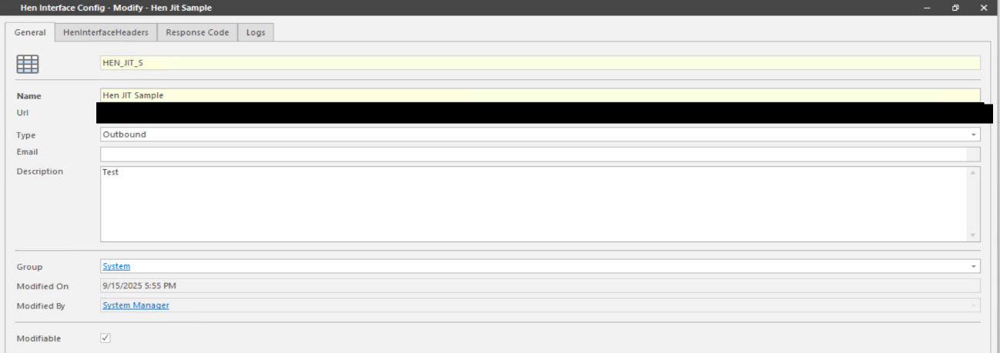 Hen Interface Config - Modify - Hen Jit Sample
General HenInterfaceHeaders Response Code Logs
HEN_JIT_S
Name Hen JIT Sample
Url
Type Outbound
Email
Description Test
Group System
Modified On 9/15/2025 5:55 PM
Modified By System Manager
Modifiable